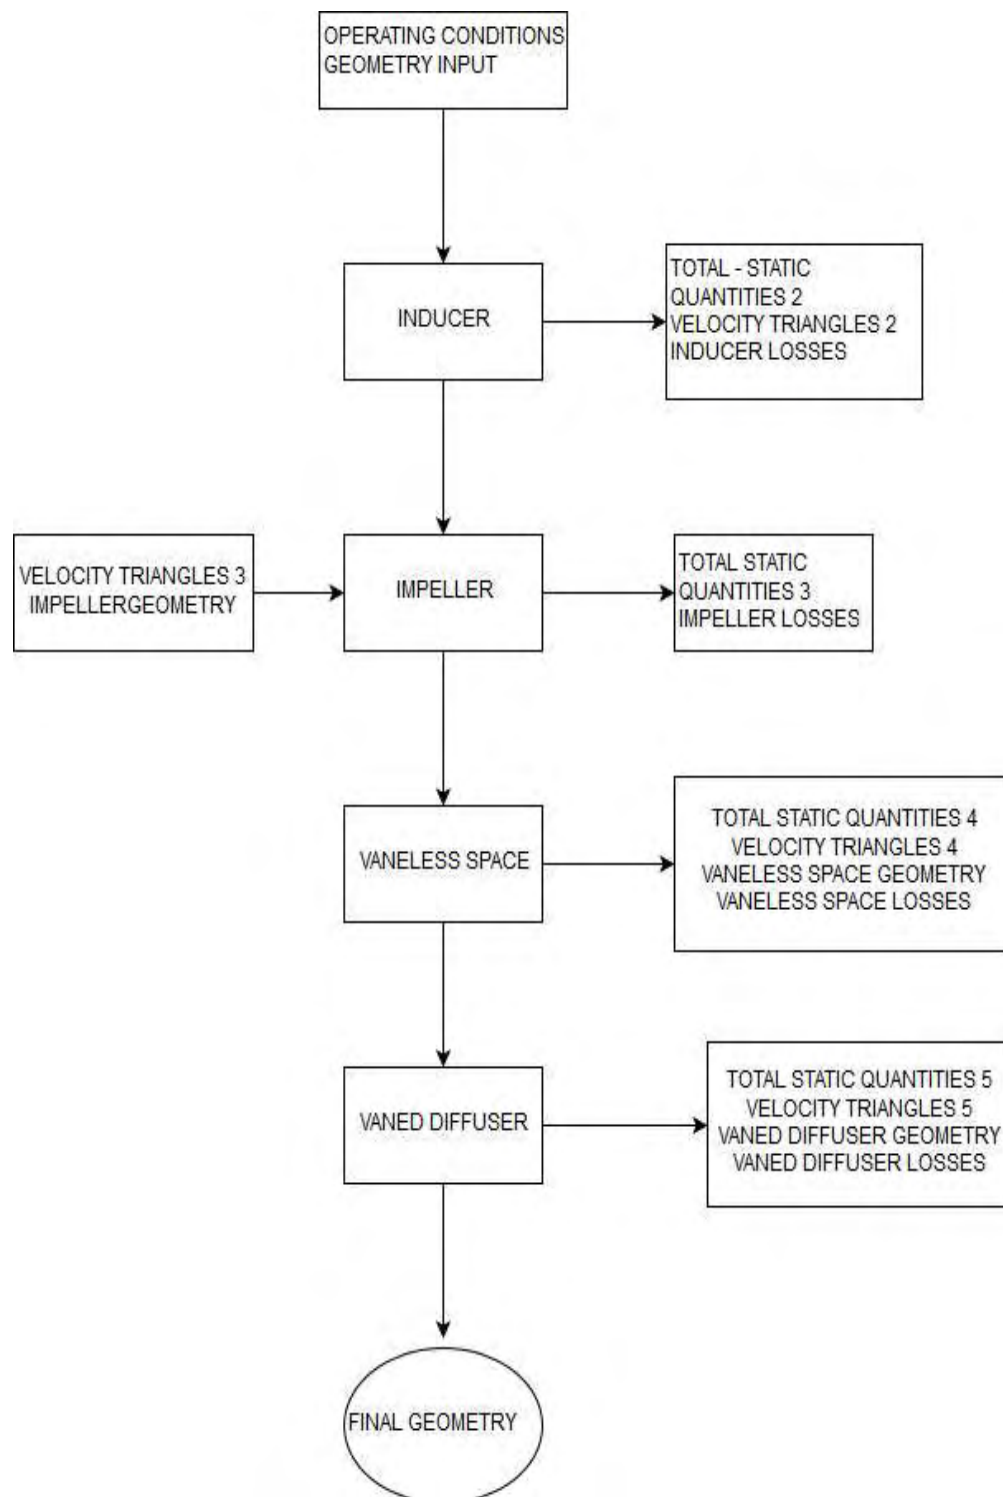 OPERATING CONDITIONS
GEOMETRY INPUT
INDUCER
TOTAL - STATIC
QUANTITIES 2
VELOCITY TRIANGLES 2
INDUCER LOSSES
VELOCITY TRIANGLES 3
IMPELLERGEOMETRY
IMPELLER
TOTAL STATIC
QUANTITIES 3
IMPELLER LOSSES
VANELESS SPACE
TOTAL STATIC QUANTITIES 4
VELOCITY TRIANGLES 4
VANELESS SPACE GEOMETRY
VANELESS SPACE LOSSES
VANED DIFFUSER
TOTAL STATIC QUANTITIES 5
VELOCITY TRIANGLES 5
VANED DIFFUSER GEOMETRY
VANED DIFFUSER LOSSES
FINAL GEOMETRY